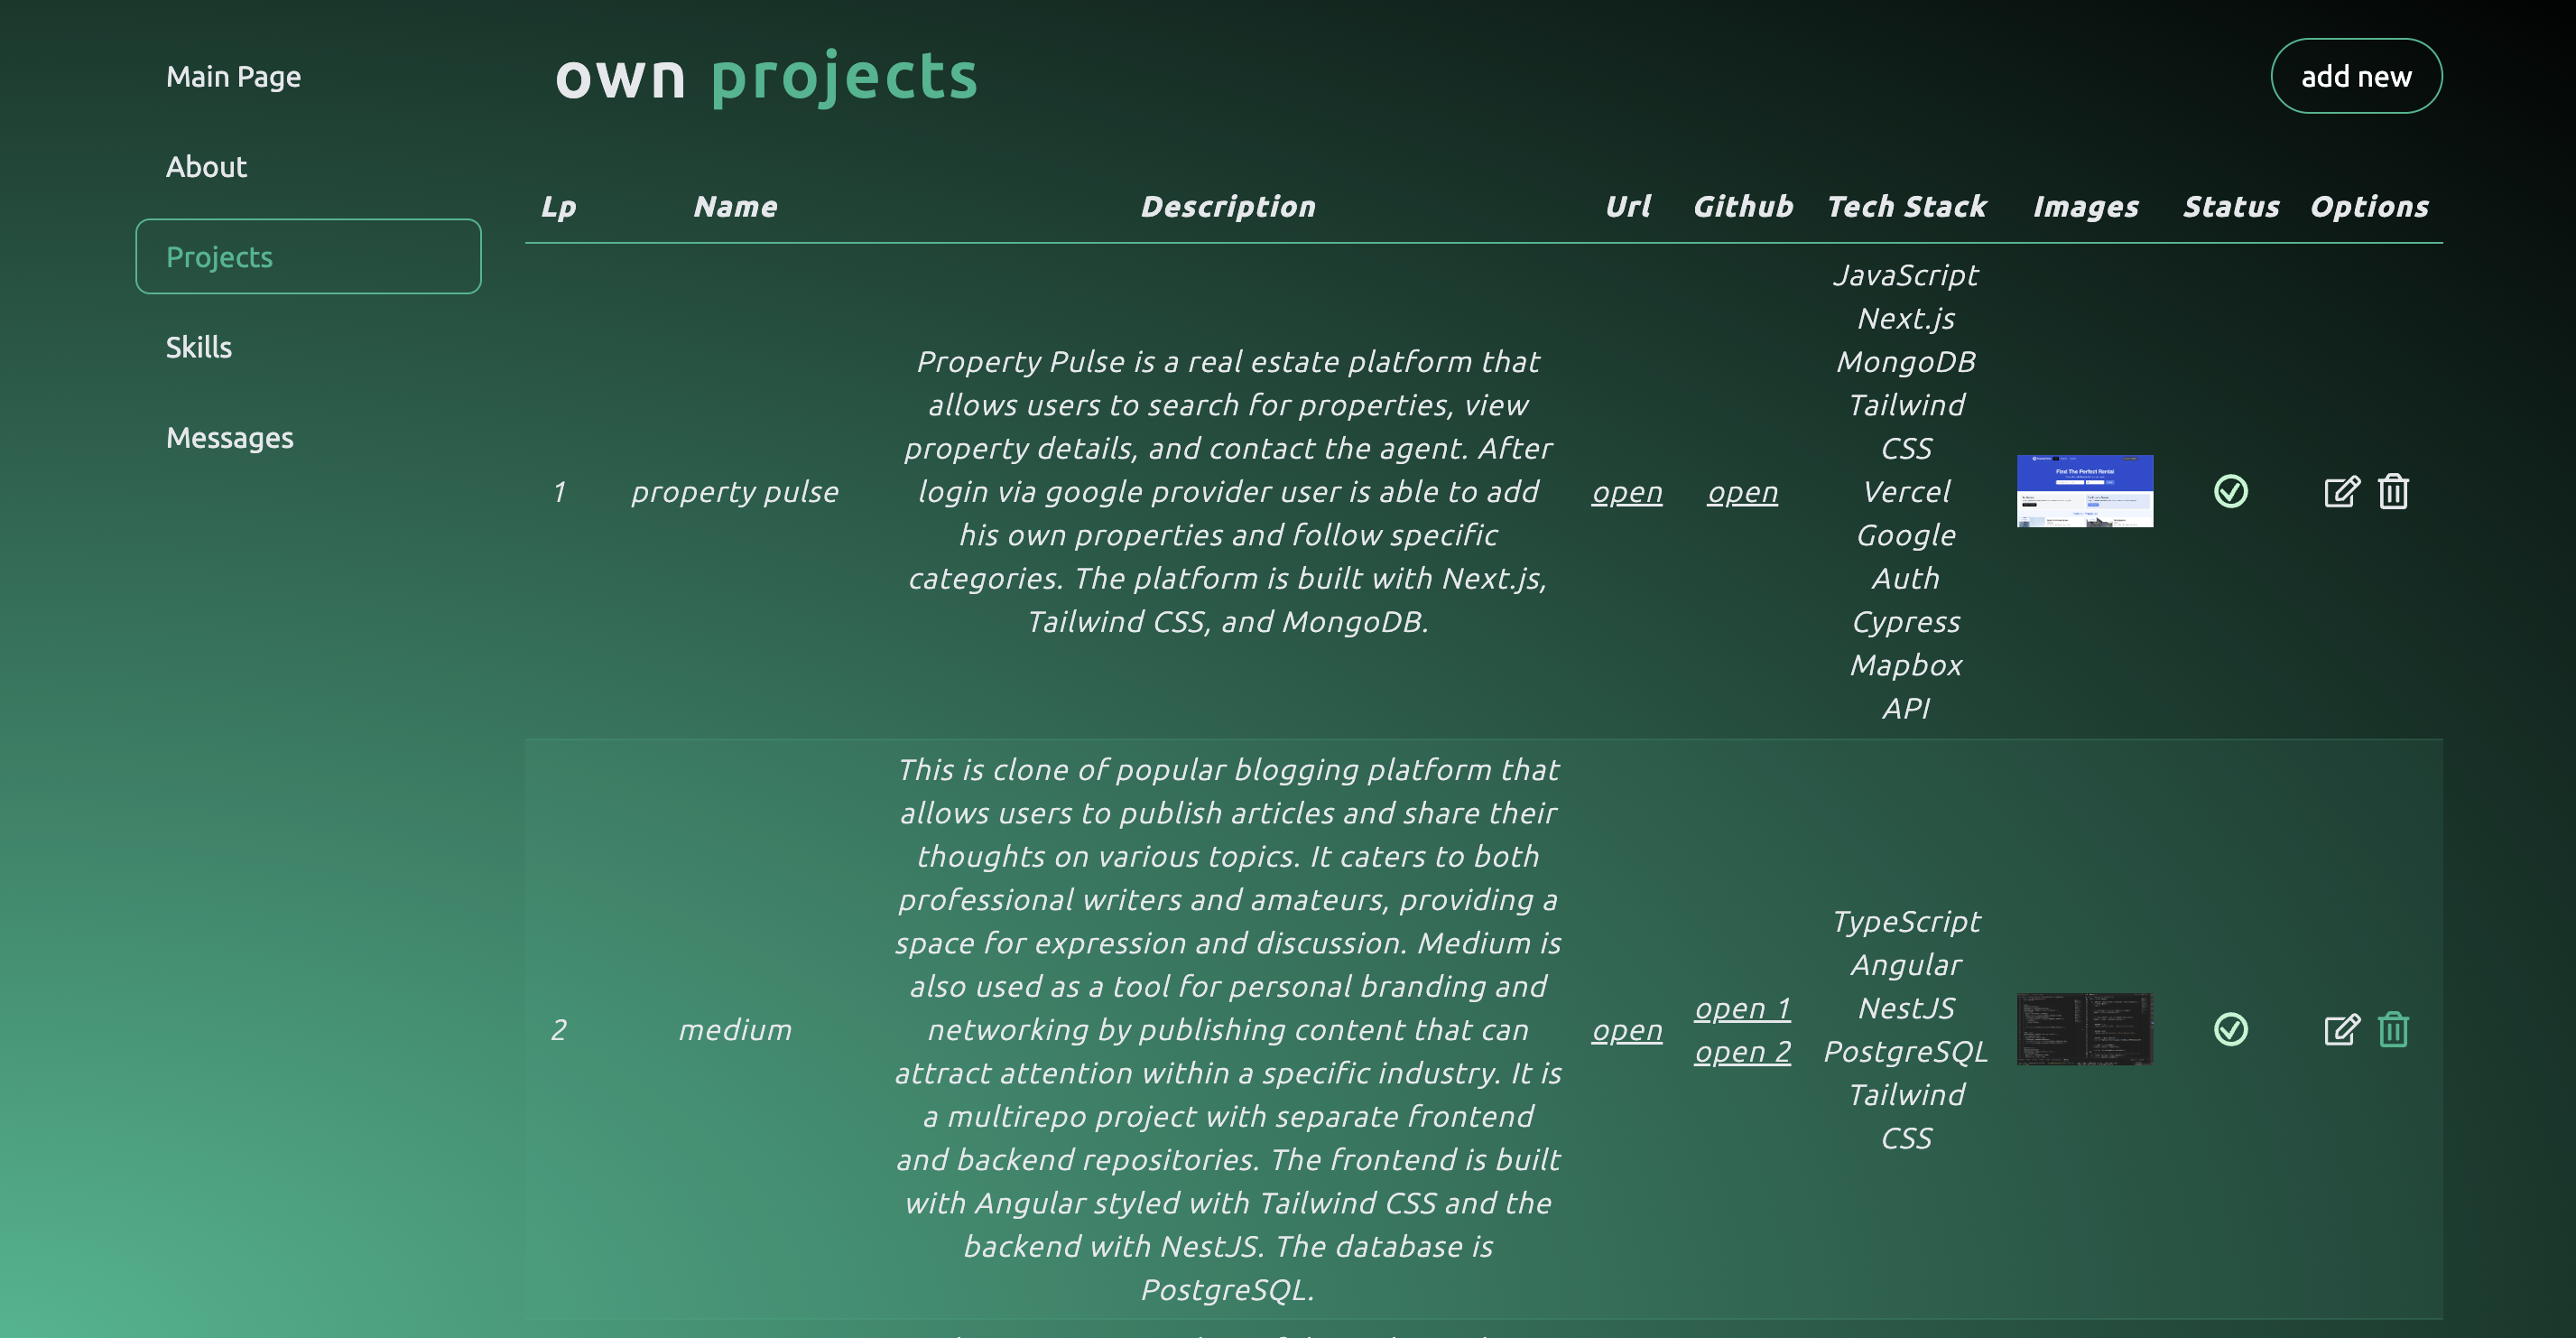 Main Page
About
Projects
Skills
Messages
own projects
add new
Lp Name Description Url Github Tech Stack Images Status Options
1
property pulse
Property Pulse is a real estate platform that
allows users to search for properties, view
property details, and contact the agent. After
login via google provider user is able to add
his own properties and follow specific
categories. The platform is built with Next.js,
Tailwind CSS, and MongoDB.
open
open
JavaScript
Next.js
MongoDB
Tailwind
CSS
Vercel
Google
Auth
Cypress
Mapbox
API
Find The Perfect Rental
2
medium
This is clone of popular blogging platform that
allows users to publish articles and share their
thoughts on various topics. It caters to both
professional writers and amateurs, providing a
space for expression and discussion. Medium is
also used as a tool for personal branding and
networking by publishing content that can
attract attention within a specific industry. It is
a multirepo project with separate frontend
and backend repositories. The frontend is built
with Angular styled with Tailwind CSS and the
backend with NestJS. The database is
PostgreSQL.
open
open 1
open 2
TypeScript
Angular
NestJS
PostgreSQL
Tailwind
CSS